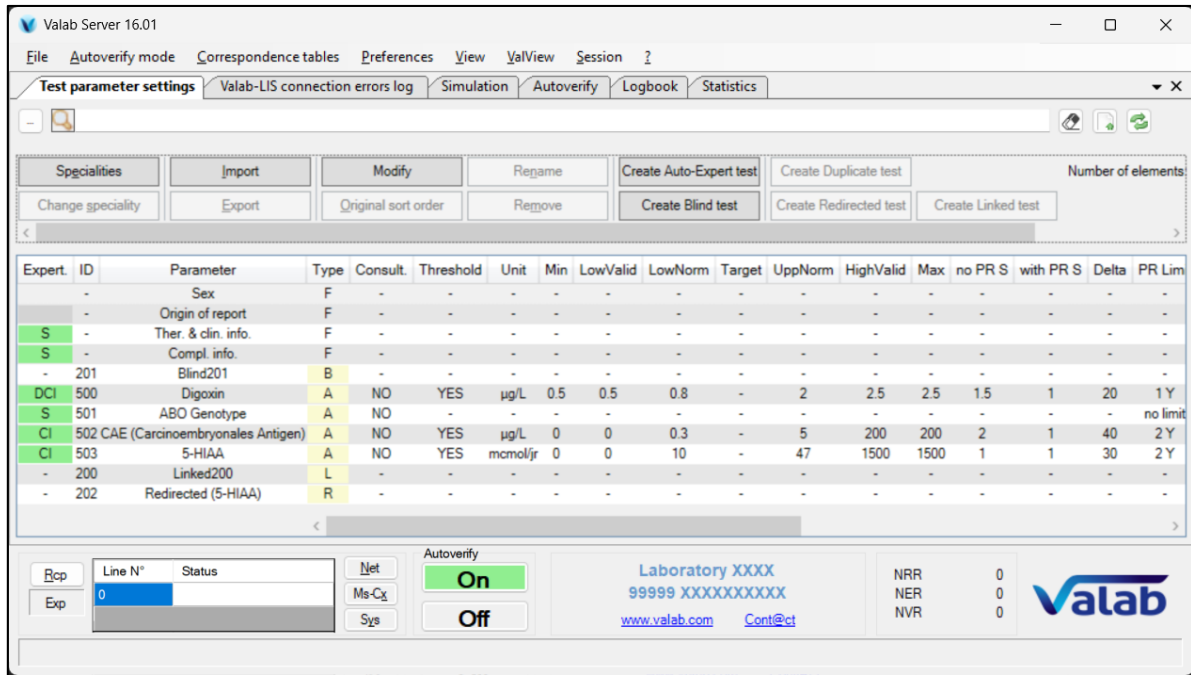 Valab Server 16.01
File Autoverify mode Correspondence tables Preferences View ValView Session ?
Test parameter settings Valab-LIS connection errors log Simulation Autoverify Logbook Statistics
Specialities Import Modify Rename Create Auto-Expert test Create Duplicate test Number of elements
Change speciality Export Original sort order Remove Create Blind test Create Redirected test Create Linked test
Expert. ID Parameter Type Consult. Threshold Unit Min LowValid LowNorm Target UppNorm HighValid Max no PR S with PR S Delta PR Lim
- Sex F - - - - - - - - - - - - - -
- Origin of report F - - - - - - - - - - - - - -
S - Ther. & clin. info. F - - - - - - - - - - - - - -
S - Compl. info. F - - - - - - - - - - - - - -
- 201 Blind201 B - - - - - - - - - - - - - -
DCI 500 Digoxin A NO YES µg/L 0.5 0.5 0.8 - 2 2.5 2.5 1.5 1 20 1 Y
S 501 ABO Genotype A NO - - - - - - - - - - - - no limit
CI 502 CAE (Carcinoembryonales Antigen) A NO YES µg/L 0 0 0.3 - 5 200 200 2 1 40 2 Y
CI 503 5-HIAA A NO YES mcmol/jr 0 0 10 - 47 1500 1500 1 1 30 2 Y
- 200 Linked200 L - - - - - - - - - - - - - -
- 202 Redirected (5-HIAA) R - - - - - - - - - - - - - -
Rcp
Exp
Line N° Status
0
Net
Ms-Cx
Sys
Autoverify
On
Off
Laboratory XXXX
99999 XXXXXXXXXX
www.valab.com Cont@ct
NRR 0
NER 0
NVR 0
Valab